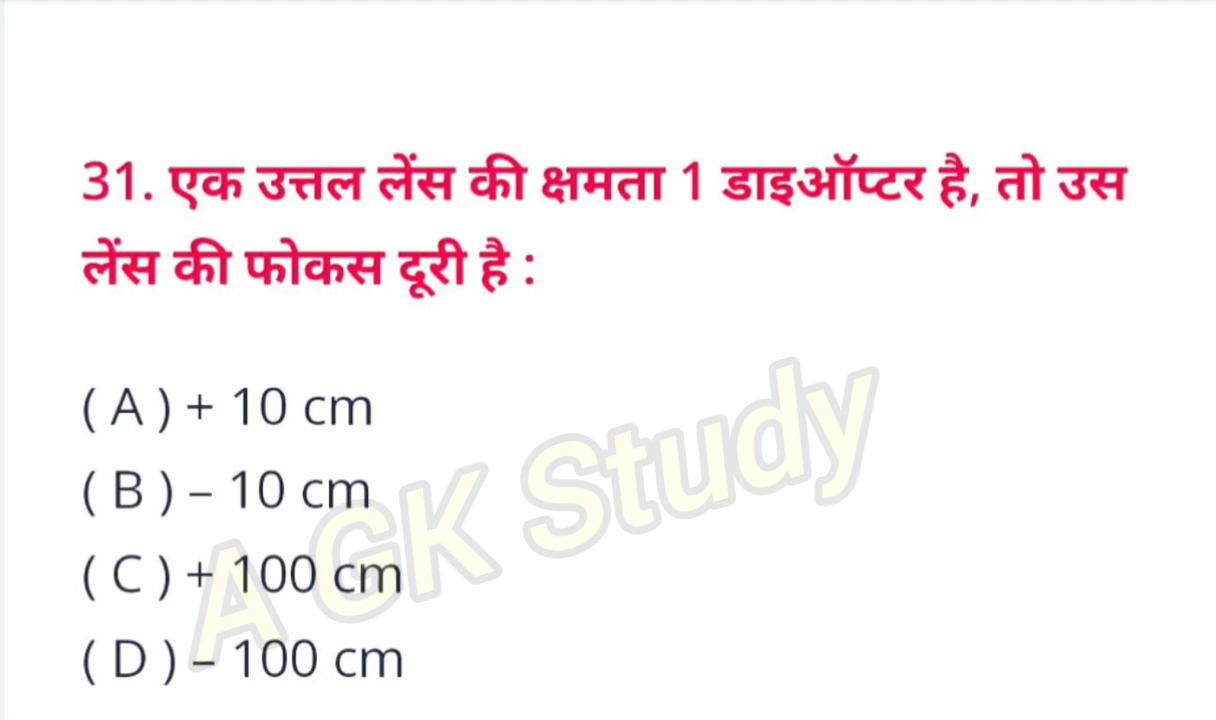 31. एक उत्तल लेंस की क्षमता 1 डाइऑप्टर है, तो उस
लेंस की फोकस दूरी है :
( A ) + 10 cm
( B ) – 10 cm
( C ) + 100 cm
( D ) – 100 cm
A GK Study